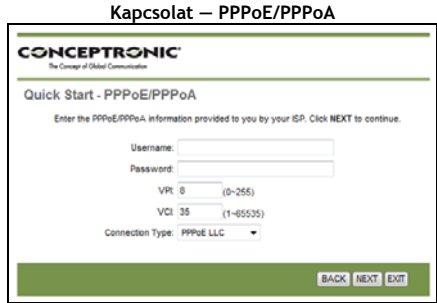 Kapcsolat — PPPoE/PPPoA
CONCEPTRONIC
The Concept of Global Communication
Quick Start - PPPoE/PPPoA
Enter the PPPoE/PPPoA information provided to you by your ISP. Click NEXT to continue.
Username:
Password:
VPI: 8 (0~255)
VCI: 35 (1~65535)
Connection Type: PPPoE LLC
BACK NEXT EXIT